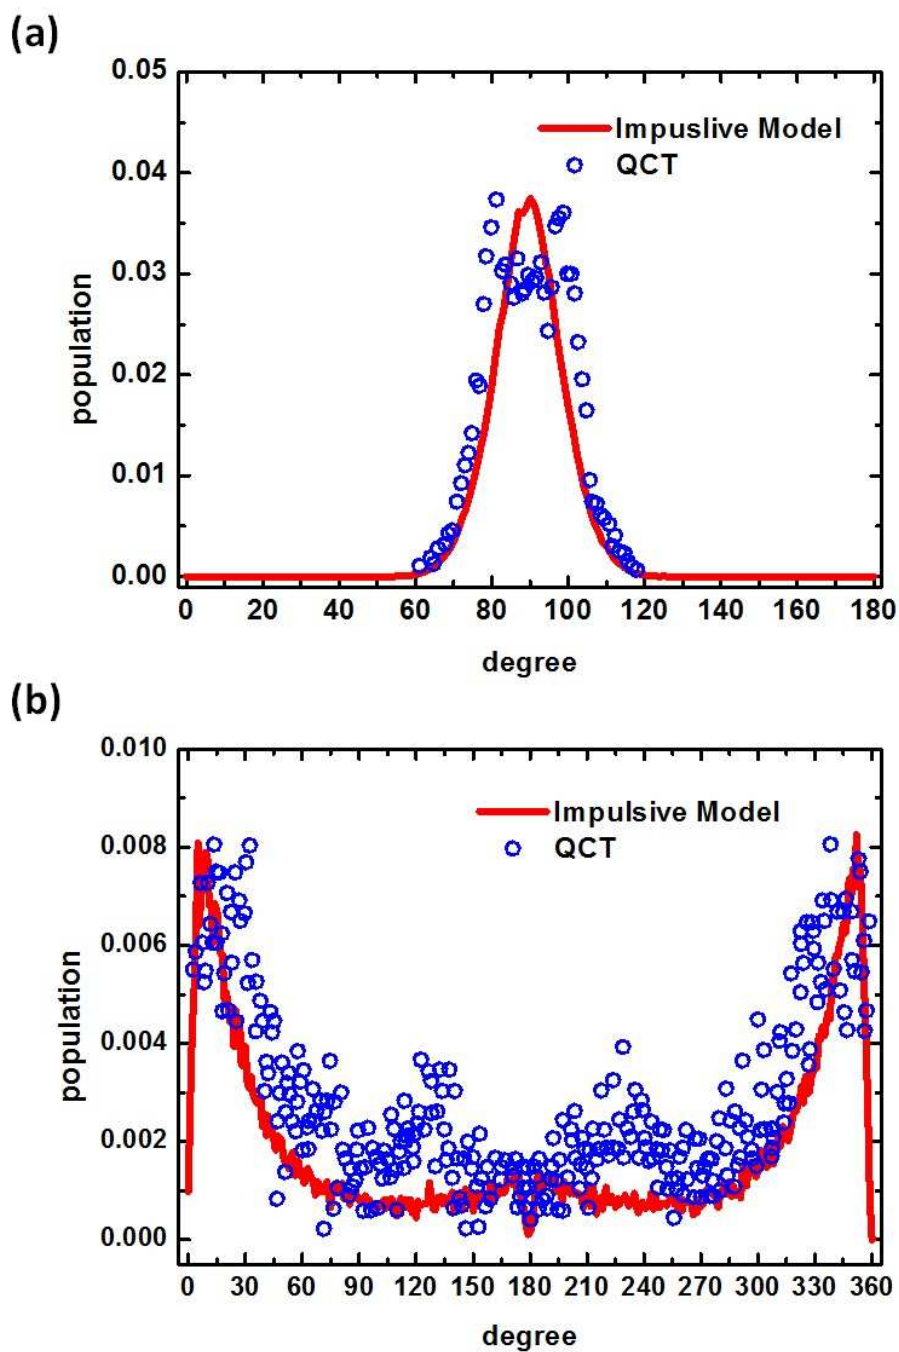 (a)
0.05
Impuslive Model
QCT
0.04
0.03
population
0.02
0.01
0.00
0 20 40 60 80 100 120 140 160 180
degree
(b)
0.010
Impulsive Model
QCT
0.008
0.006
population
0.004
0.002
0.000
0 30 60 90 120 150 180 210 240 270 300 330 360
degree